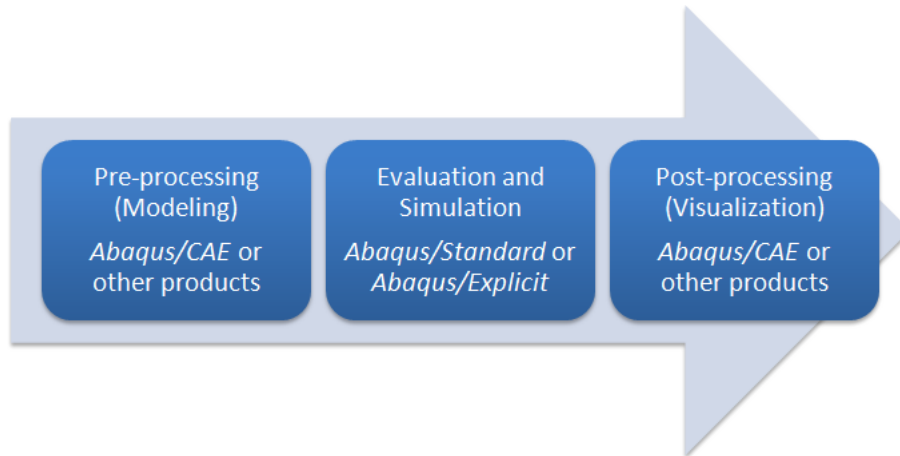 Pre-processing
(Modeling)
Abaqus/CAE or
other products
Evaluation and
Simulation
Abaqus/Standard or
Abaqus/Explicit
Post-processing
(Visualization)
Abaqus/CAE or
other products